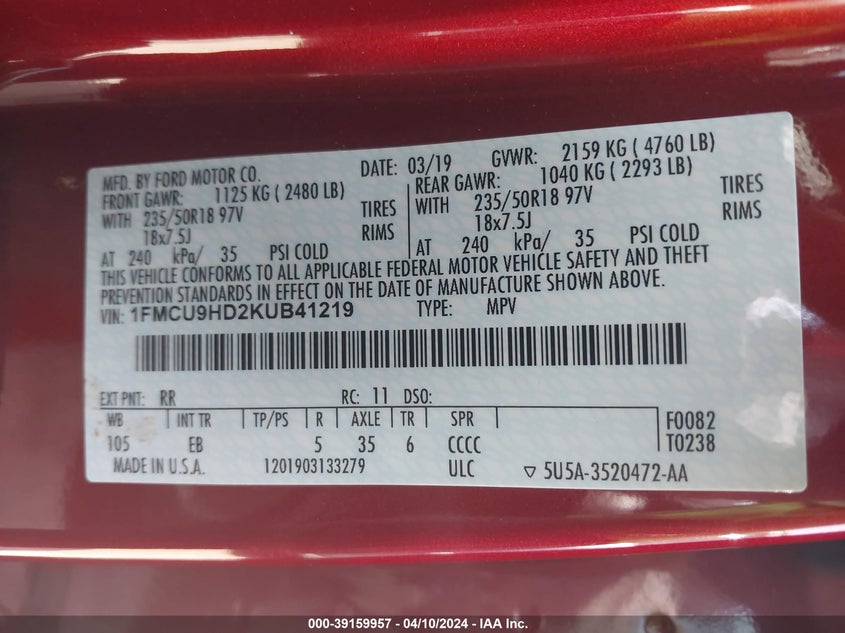 MFD. BY FORD MOTOR CO. DATE: 03/19 GVWR: 2159 KG ( 4760 LB)
FRONT GAWR: 1125 KG ( 2480 LB) REAR GAWR: 1040 KG ( 2293 LB)
WITH 235/50R18 97V TIRES WITH 235/50R18 97V TIRES
18x7.5J RIMS 18x7.5J RIMS
AT 240 kPa/ 35 PSI COLD AT 240 kPa/ 35 PSI COLD
THIS VEHICLE CONFORMS TO ALL APPLICABLE FEDERAL MOTOR VEHICLE SAFETY AND THEFT
PREVENTION STANDARDS IN EFFECT ON THE DATE OF MANUFACTURE SHOWN ABOVE.
VIN: 1FMCU9HD2KUB41219 TYPE: MPV
EXT PNT: RR RC: 11 DSO:
WB INT TR TP/PS R AXLE TR SPR F0082
105 EB 5 35 6 CCCC T0238
MADE IN U.S.A. 1201903133279 ULC ▽ 5U5A-3520472-AA
000-39159957 - 04/10/2024 - IAA Inc.